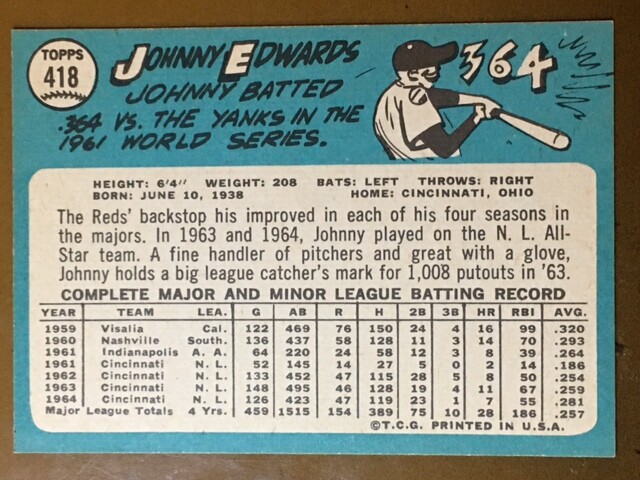 TOPPS
418
JOHNNY EDWARDS
JOHNNY BATTED
.364 VS. THE YANKS IN THE
1961 WORLD SERIES.
364
HEIGHT: 6'4" WEIGHT: 208 BATS: LEFT THROWS: RIGHT
BORN: JUNE 10, 1938 HOME: CINCINNATI, OHIO
The Reds' backstop his improved in each of his four seasons in
the majors. In 1963 and 1964, Johnny played on the N. L. All-
Star team. A fine handler of pitchers and great with a glove,
Johnny holds a big league catcher's mark for 1,008 putouts in '63.
COMPLETE MAJOR AND MINOR LEAGUE BATTING RECORD
YEAR TEAM LEA. G AB R H 2B 3B HR RBI AVG.
1959 Visalia Cal. 122 469 76 150 24 4 16 99 .320
1960 Nashville South. 136 437 58 128 11 3 14 70 .293
1961 Indianapolis A. A. 64 220 24 58 12 3 8 39 .264
1961 Cincinnati N. L. 52 145 14 27 5 0 2 14 .186
1962 Cincinnati N. L. 133 452 47 115 28 5 8 50 .254
1963 Cincinnati N. L. 148 495 46 128 19 4 11 67 .259
1964 Cincinnati N. L. 126 423 47 119 23 1 7 55 .281
Major League Totals 4 Yrs. 459 1515 154 389 75 10 28 186 .257
©T.C.G. PRINTED IN U.S.A.